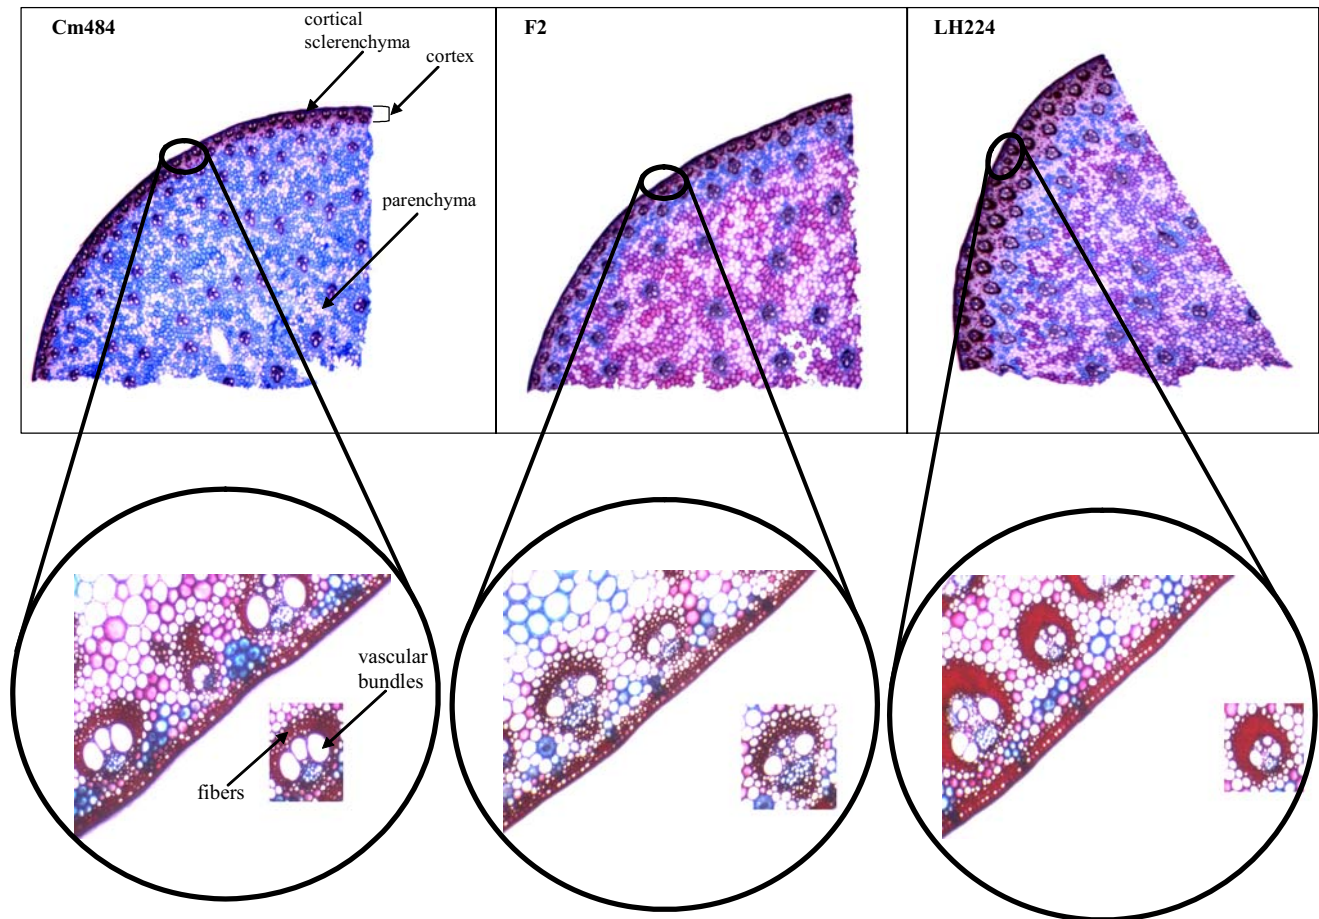 Cm484
cortical
sclerenchyma
cortex
parenchyma
F2
LH224
vascular
bundles
fibers